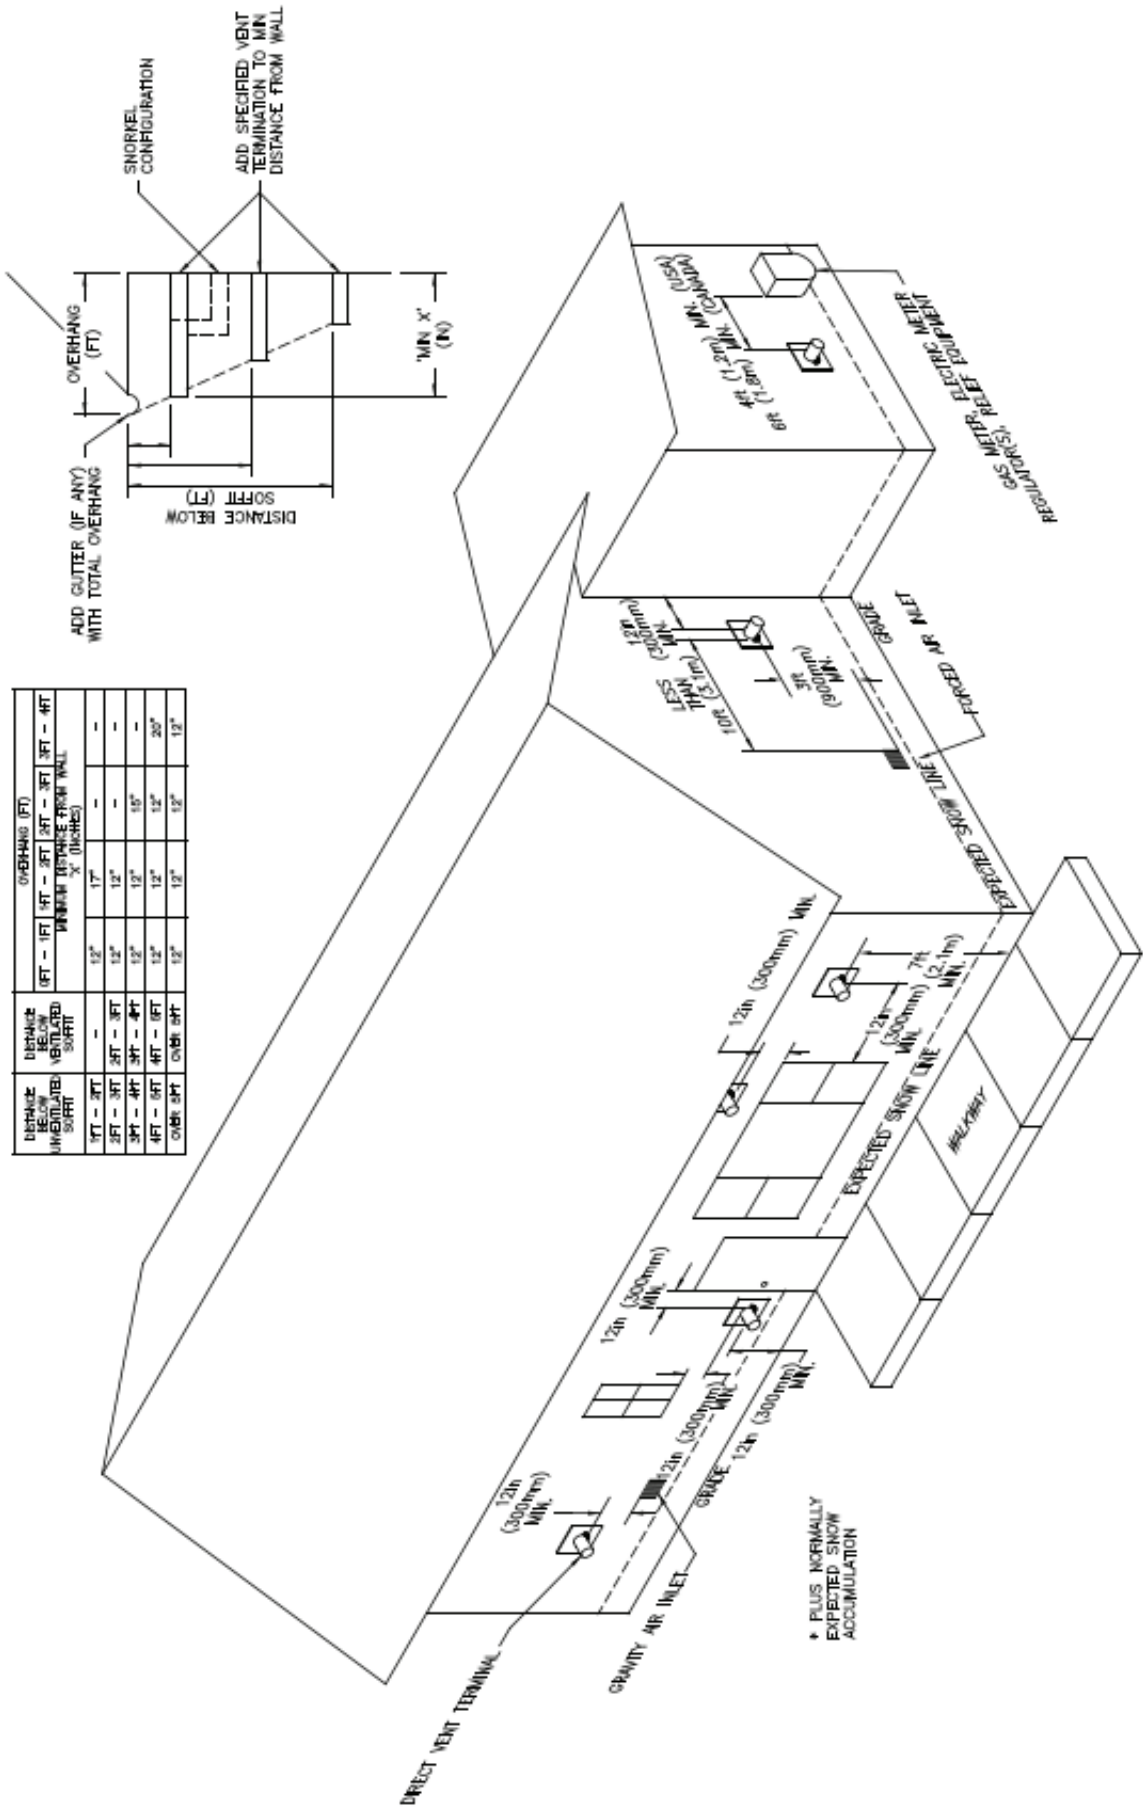 DISTANCE
BELOW
UNVENTILATED
SOFFIT
DISTANCE
BELOW
VENTILATED
SOFFIT
OVERHANG (FT)
0FT - 1FT 1FT - 2FT 2FT - 3FT 3FT - 4FT
MINIMUM DISTANCE FROM WALL
"X" (INCHES)
1FT - 2FT - 12" 17" - -
2FT - 3FT 2FT - 3FT 12" 12" - -
3FT - 4FT 3FT - 4FT 12" 12" 15" -
4FT - 5FT 4FT - 5FT 12" 12" 12" 20"
OVER 5FT OVER 5FT 12" 12" 12" 12"
ADD GUTTER (IF ANY)
WITH TOTAL OVERHANG
OVERHANG
(FT)
SNORKEL
CONFIGURATION
ADD SPECIFIED VENT
TERMINATION TO MIN
DISTANCE FROM WALL
DISTANCE BELOW
SOFFIT (FT)
'MIN X'
(IN)
4ft (1.2m) MIN. (USA)
6ft (1.8m) MIN. (CANADA)
GAS METER, ELECTRIC METER
REGULATOR(S), RELIEF EQUIPMENT
12in
(300mm)
MIN.
LESS
THAN
10ft (3.1m)
3ft
(900mm)
MIN.
GRADE
FORCED AIR INLET
EXPECTED SNOW LINE
12in (300mm) MIN.
7ft
(2.1m)
MIN.
12in
(300mm)
MIN.
EXPECTED SNOW LINE
WALKWAY
12in (300mm)
MIN.
12in (300mm)
MIN.
12in (300mm)
MIN.
GRADE
12in
(300mm)
MIN.
DIRECT VENT TERMINAL
GRAVITY AIR INLET
* PLUS NORMALLY
EXPECTED SNOW
ACCUMULATION